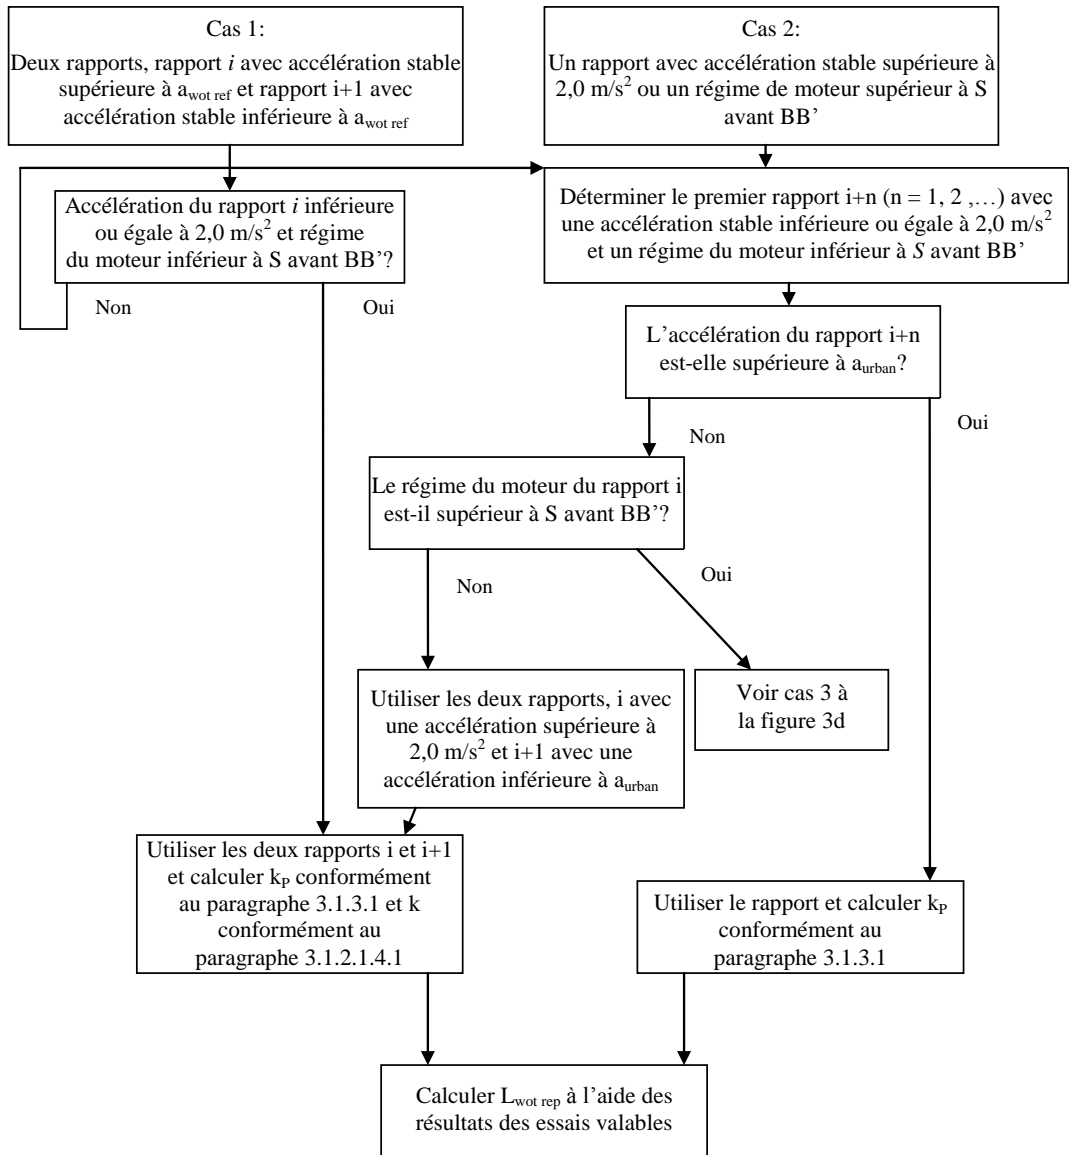 Cas 1:
Deux rapports, rapport i avec accélération stable
supérieure à a wot ref et rapport i+1 avec
accélération stable inférieure à a wot ref
Cas 2:
Un rapport avec accélération stable supérieure à
2,0 m/s² ou un régime de moteur supérieur à S
avant BB’
Accélération du rapport i inférieure
ou égale à 2,0 m/s² et régime
du moteur inférieur à S avant BB’?
Déterminer le premier rapport i+n (n = 1, 2 ,…) avec
une accélération stable inférieure ou égale à 2,0 m/s²
et un régime du moteur inférieur à S avant BB’
Non
Oui
L’accélération du rapport i+n
est-elle supérieure à a urban?
Non
Oui
Le régime du moteur du rapport i
est-il supérieur à S avant BB’?
Non
Oui
Utiliser les deux rapports, i avec
une accélération supérieure à
2,0 m/s² et i+1 avec une
accélération inférieure à a urban
Voir cas 3 à
la figure 3d
Utiliser les deux rapports i et i+1
et calculer kP conformément
au paragraphe 3.1.3.1 et k
conformément au
paragraphe 3.1.2.1.4.1
Utiliser le rapport et calculer kP
conformément au
paragraphe 3.1.3.1
Calculer L wot rep à l’aide des
résultats des essais valables